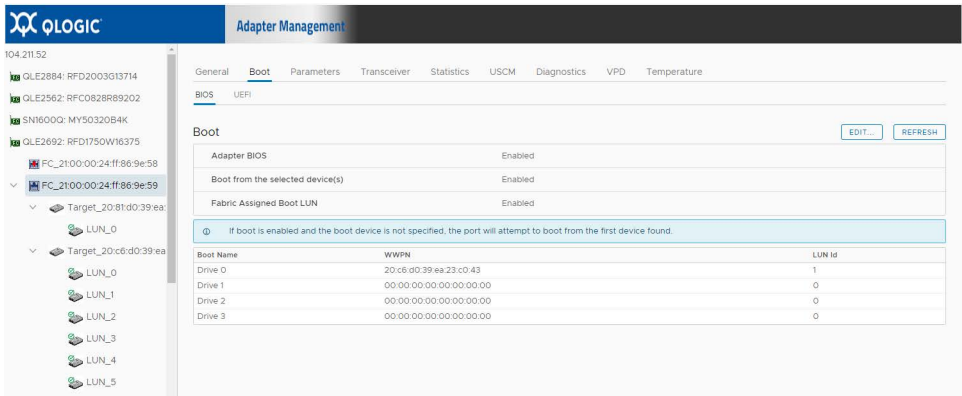 QLOGIC
Adapter Management
104.211.52
QLE2884: RFD2003G13714
QLE2562: RFC0828R89202
SN1600Q: MY50320B4K
QLE2692: RFD1750W16375
FC_21:00:00:24:ff:86:9e:58
FC_21:00:00:24:ff:86:9e:59
Target_20:81:d0:39:ea:
LUN_0
Target_20:c6:d0:39:ea
LUN_0
LUN_1
LUN_2
LUN_3
LUN_4
LUN_5
General Boot Parameters Transceiver Statistics USCM Diagnostics VPD Temperature
BIOS UEFI
Boot
EDIT... REFRESH
Adapter BIOS Enabled
Boot from the selected device(s) Enabled
Fabric Assigned Boot LUN Enabled
If boot is enabled and the boot device is not specified, the port will attempt to boot from the first device found.
Boot Name WWPN LUN Id
Drive 0 20:c6:d0:39:ea:23:c0:43 1
Drive 1 00:00:00:00:00:00:00:00 0
Drive 2 00:00:00:00:00:00:00:00 0
Drive 3 00:00:00:00:00:00:00:00 0